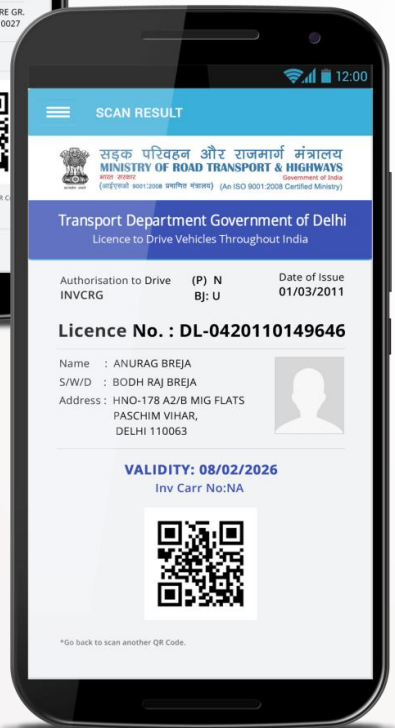 RE GR.
0027
12:00
SCAN RESULT
सड़क परिवहन और राजमार्ग मंत्रालय
MINISTRY OF ROAD TRANSPORT & HIGHWAYS
भारत सरकार Government of India
(आईएसओ 9001:2008 प्रमाणित मंत्रालय) (An ISO 9001:2008 Certified Ministry)
Transport Department Government of Delhi
Licence to Drive Vehicles Throughout India
Authorisation to Drive (P) N Date of Issue
INVCRG BJ: U 01/03/2011
Licence No. : DL-0420110149646
Name : ANURAG BREJA
S/W/D : BODH RAJ BREJA
Address : HNO-178 A2/B MIG FLATS
PASCHIM VIHAR,
DELHI 110063
VALIDITY: 08/02/2026
Inv Carr No:NA
*Go back to scan another QR Code.